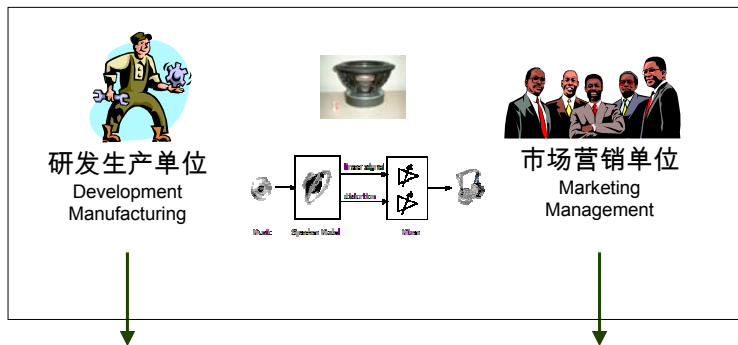 研发生产单位
Development
Manufacturing
linear signal
distortion
Music
Speaker Model
Mixer
市场营销单位
Marketing
Management